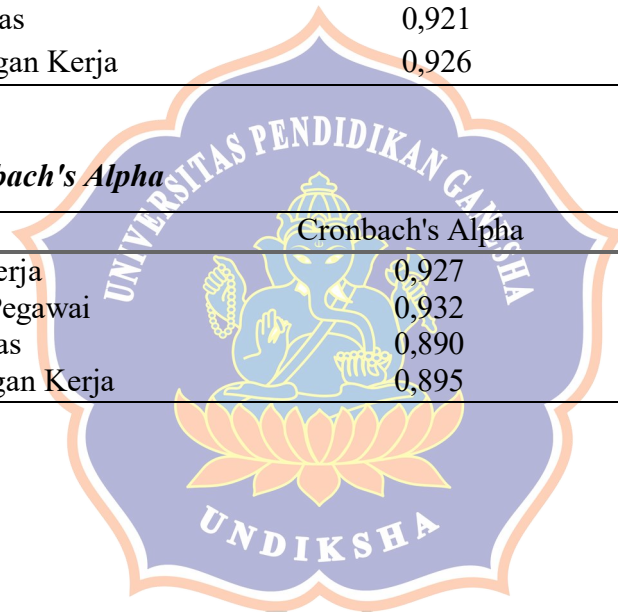 as 0,921
gan Kerja 0,926
bach's Alpha
Cronbach's Alpha
erja 0,927
Pegawai 0,932
as 0,890
gan Kerja 0,895
UNIVERSITAS PENDIDIKAN GANESHA
UNDIKSHA